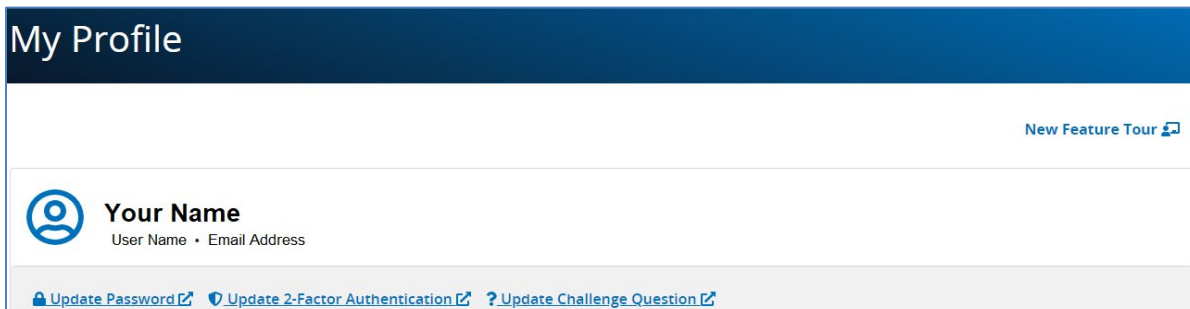 My Profile
New Feature Tour
Your Name
User Name • Email Address
Update Password Update 2-Factor Authentication ? Update Challenge Question